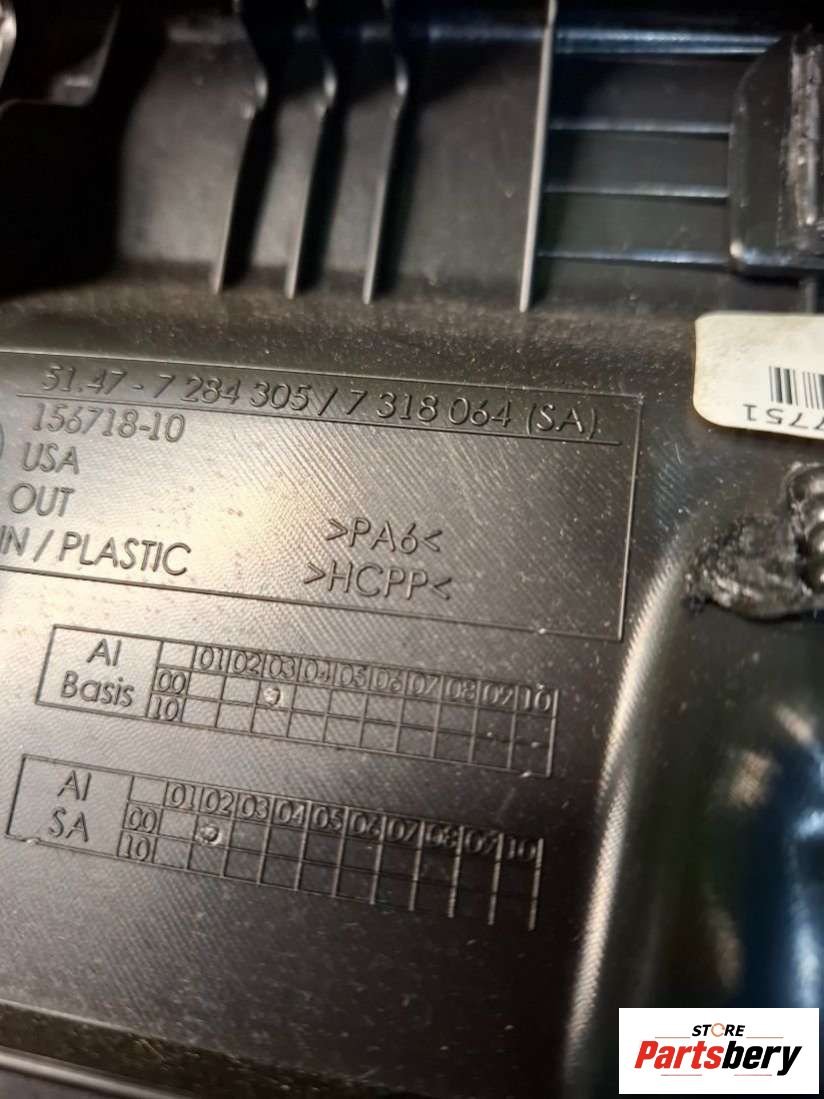 51.47 - 7 284 305 / 7 318 064 (SA)
156718-10
USA
OUT
IN / PLASTIC
>PA6<
>HCPP<
AI
Basis
01 02 03 04 05 06 07 08 09 10
00
10
AI
SA
01 02 03 04 05 06 07 08 09 10
00
10
7751
STORE
Partsbery